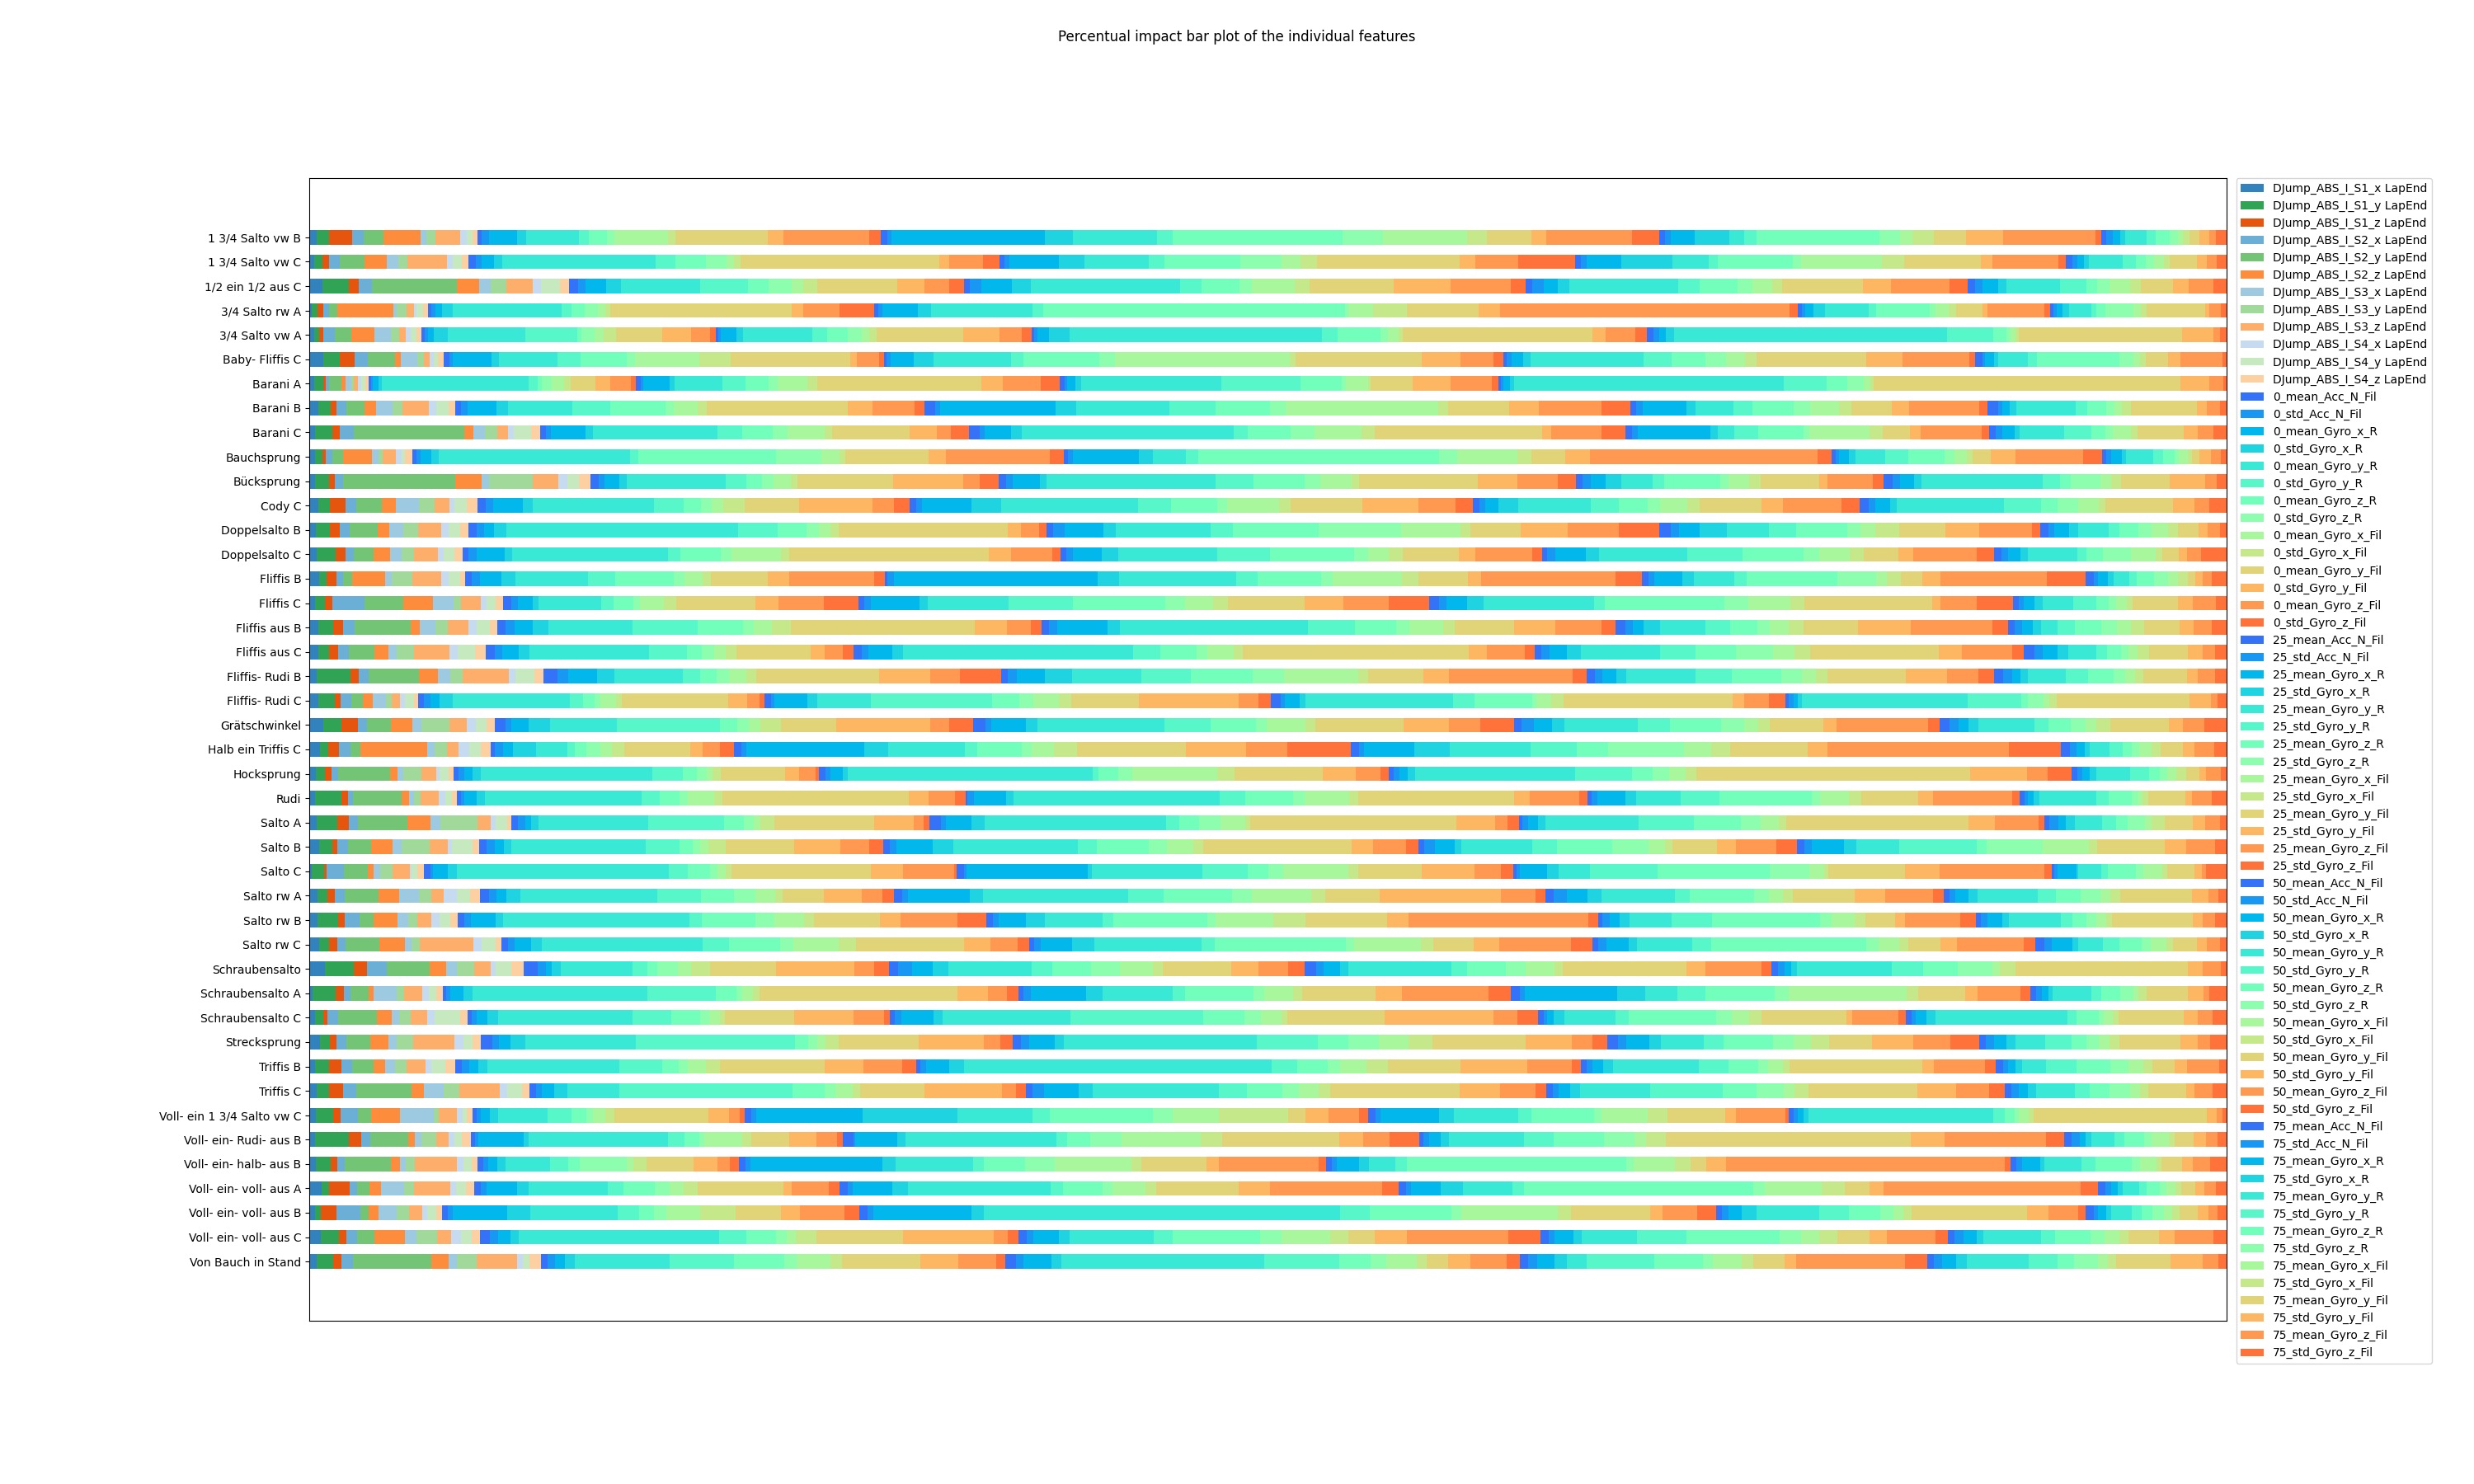 Percentual impact bar plot of the individual features
1 3/4 Salto vw B
1 3/4 Salto vw C
1/2 ein 1/2 aus C
3/4 Salto rw A
3/4 Salto vw A
Baby- Fliffis C
Barani A
Barani B
Barani C
Bauchsprung
Bücksprung
Cody C
Doppelsalto B
Doppelsalto C
Fliffis B
Fliffis C
Fliffis aus B
Fliffis aus C
Fliffis- Rudi B
Fliffis- Rudi C
Grätschwinkel
Halb ein Triffis C
Hocksprung
Rudi
Salto A
Salto B
Salto C
Salto rw A
Salto rw B
Salto rw C
Schraubensalto
Schraubensalto A
Schraubensalto C
Strecksprung
Triffis B
Triffis C
Voll- ein 1 3/4 Salto vw C
Voll- ein- Rudi- aus B
Voll- ein- halb- aus B
Voll- ein- voll- aus A
Voll- ein- voll- aus B
Voll- ein- voll- aus C
Von Bauch in Stand
DJump_ABS_I_S1_x LapEnd
DJump_ABS_I_S1_y LapEnd
DJump_ABS_I_S1_z LapEnd
DJump_ABS_I_S2_x LapEnd
DJump_ABS_I_S2_y LapEnd
DJump_ABS_I_S2_z LapEnd
DJump_ABS_I_S3_x LapEnd
DJump_ABS_I_S3_y LapEnd
DJump_ABS_I_S3_z LapEnd
DJump_ABS_I_S4_x LapEnd
DJump_ABS_I_S4_y LapEnd
DJump_ABS_I_S4_z LapEnd
0_mean_Acc_N_Fil
0_std_Acc_N_Fil
0_mean_Gyro_x_R
0_std_Gyro_x_R
0_mean_Gyro_y_R
0_std_Gyro_y_R
0_mean_Gyro_z_R
0_std_Gyro_z_R
0_mean_Gyro_x_Fil
0_std_Gyro_x_Fil
0_mean_Gyro_y_Fil
0_std_Gyro_y_Fil
0_mean_Gyro_z_Fil
0_std_Gyro_z_Fil
25_mean_Acc_N_Fil
25_std_Acc_N_Fil
25_mean_Gyro_x_R
25_std_Gyro_x_R
25_mean_Gyro_y_R
25_std_Gyro_y_R
25_mean_Gyro_z_R
25_std_Gyro_z_R
25_mean_Gyro_x_Fil
25_std_Gyro_x_Fil
25_mean_Gyro_y_Fil
25_std_Gyro_y_Fil
25_mean_Gyro_z_Fil
25_std_Gyro_z_Fil
50_mean_Acc_N_Fil
50_std_Acc_N_Fil
50_mean_Gyro_x_R
50_std_Gyro_x_R
50_mean_Gyro_y_R
50_std_Gyro_y_R
50_mean_Gyro_z_R
50_std_Gyro_z_R
50_mean_Gyro_x_Fil
50_std_Gyro_x_Fil
50_mean_Gyro_y_Fil
50_std_Gyro_y_Fil
50_mean_Gyro_z_Fil
50_std_Gyro_z_Fil
75_mean_Acc_N_Fil
75_std_Acc_N_Fil
75_mean_Gyro_x_R
75_std_Gyro_x_R
75_mean_Gyro_y_R
75_std_Gyro_y_R
75_mean_Gyro_z_R
75_std_Gyro_z_R
75_mean_Gyro_x_Fil
75_std_Gyro_x_Fil
75_mean_Gyro_y_Fil
75_std_Gyro_y_Fil
75_mean_Gyro_z_Fil
75_std_Gyro_z_Fil